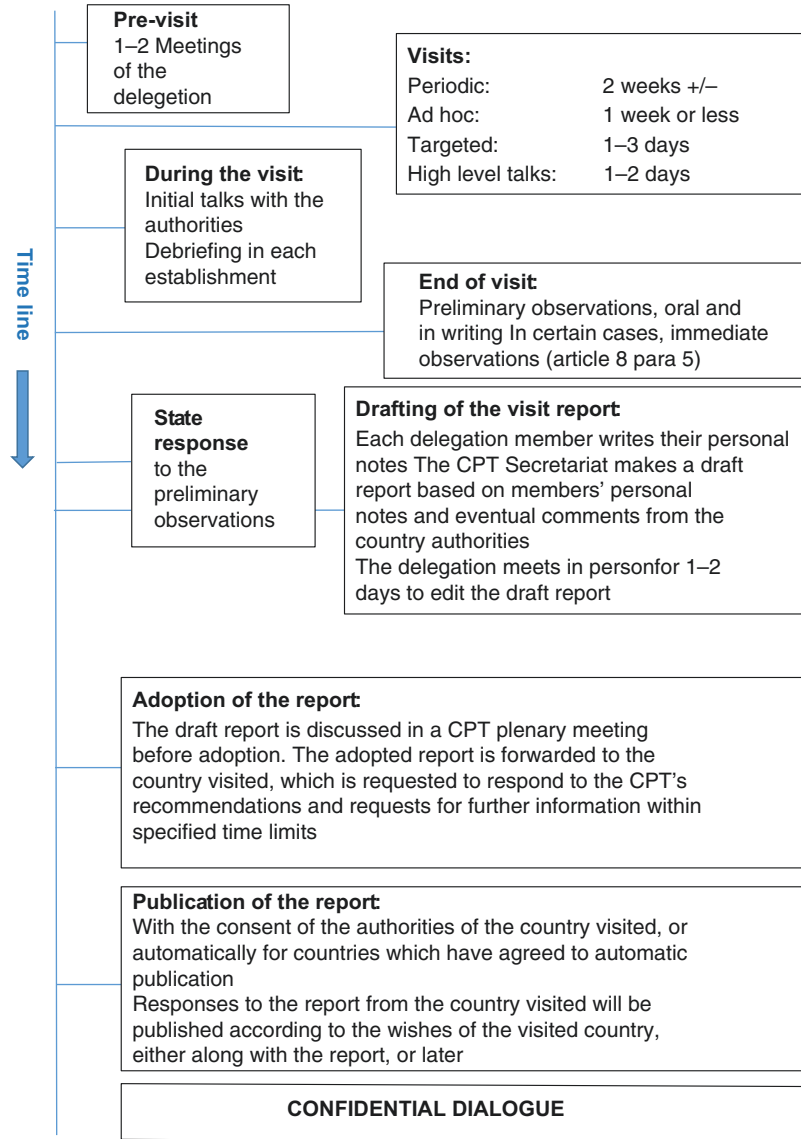 Pre-visit
1–2 Meetings
of the
delegetion
Visits:
Periodic: 2 weeks +/–
Ad hoc: 1 week or less
Targeted: 1–3 days
High level talks: 1–2 days
During the visit:
Initial talks with the
authorities
Debriefing in each
establishment
Time line
End of visit:
Preliminary observations, oral and
in writing In certain cases, immediate
observations (article 8 para 5)
State
response
to the
preliminary
observations
Drafting of the visit report:
Each delegation member writes their personal
notes The CPT Secretariat makes a draft
report based on members’ personal
notes and eventual comments from the
country authorities
The delegation meets in personfor 1–2
days to edit the draft report
Adoption of the report:
The draft report is discussed in a CPT plenary meeting
before adoption. The adopted report is forwarded to the
country visited, which is requested to respond to the CPT’s
recommendations and requests for further information within
specified time limits
Publication of the report:
With the consent of the authorities of the country visited, or
automatically for countries which have agreed to automatic
publication
Responses to the report from the country visited will be
published according to the wishes of the visited country,
either along with the report, or later
CONFIDENTIAL DIALOGUE